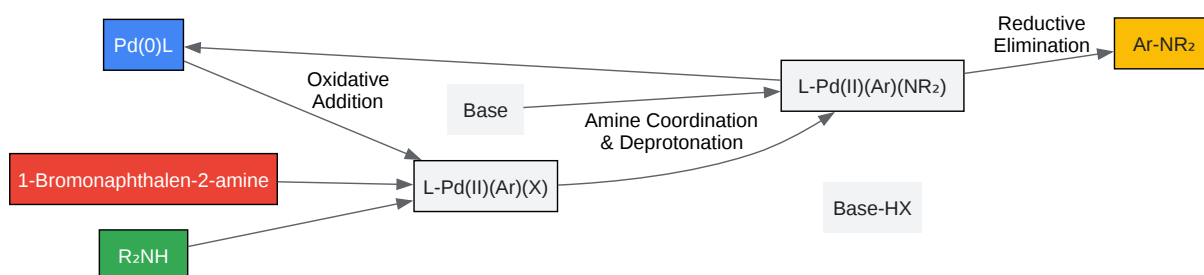 Pd(0)L
Oxidative
Addition
Base
1-Bromonaphthalen-2-amine
R₂NH
L-Pd(II)(Ar)(X)
Amine Coordination
& Deprotonation
L-Pd(II)(Ar)(NR₂)
Base-HX
Reductive
Elimination
Ar-NR₂